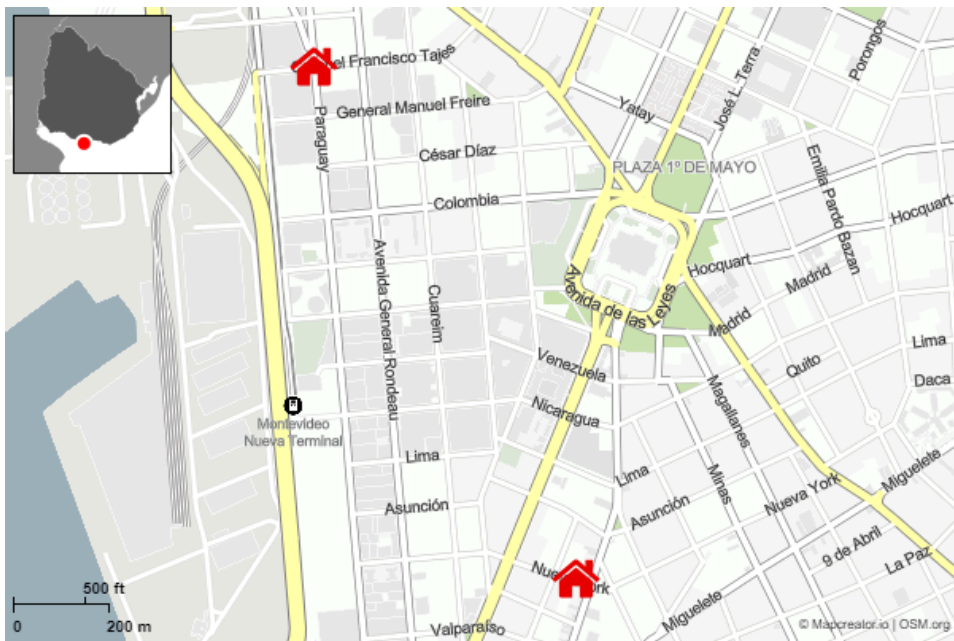 el Francisco Tajes
General Manuel Freire
César Díaz
Colombia
Paraguay
Avenida General Rondeau
Cuareim
Yatay
José L. Terra
Porongos
PLAZA 1º DE MAYO
Emilia Pardo Bazan
Hocquart
Hocquart
Madrid
Madrid
Avenida de las Leyes
Venezuela
Nicaragua
Quito
Lima
Daca
Magallanes
Montevideo
Nueva Terminal
Lima
Asunción
Lima
Asunción
Minas
Nueva York
Miguelete
9 de Abril
La Paz
Miguelete
Valparaíso
500 ft
0
200 m
© Mapcreator.io | OSM.org